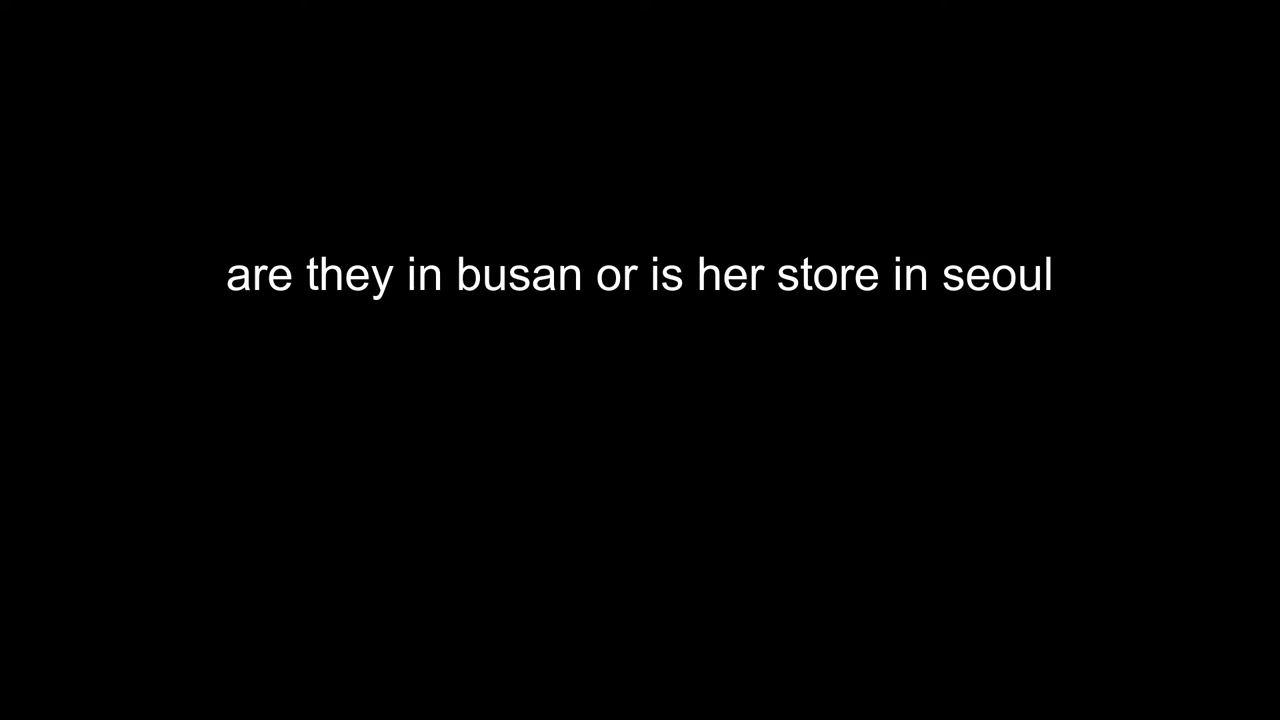 are they in busan or is her store in seoul